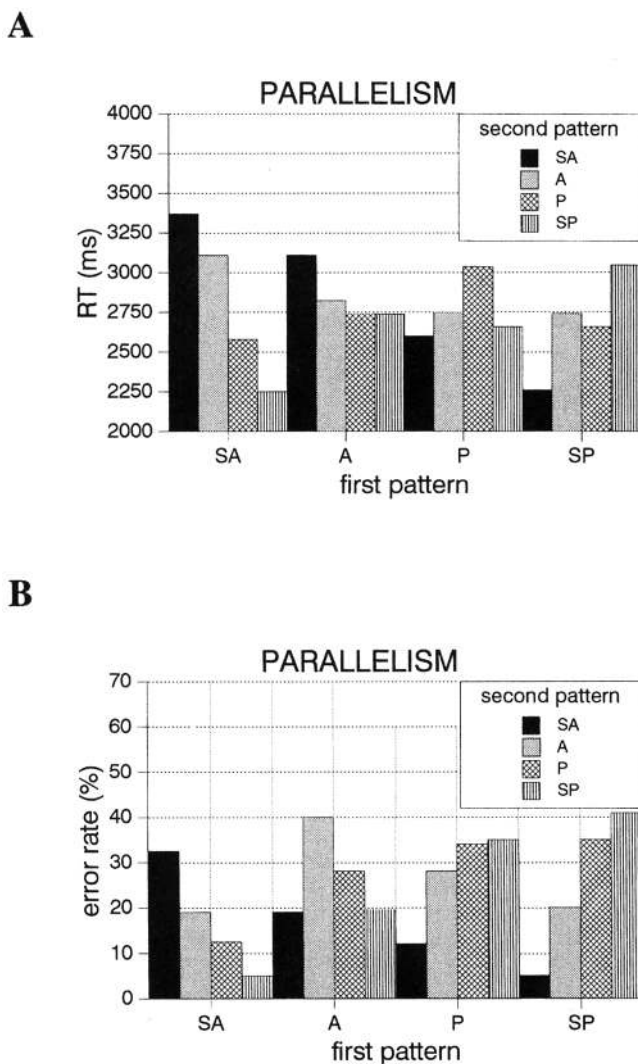 A
PARALLELISM
4000
3750
3500
3250
3000
2750
2500
2250
2000
RT (ms)
second pattern
SA
A
P
SP
SA A P SP
first pattern
B
PARALLELISM
70
60
50
40
30
20
10
0
error rate (%)
second pattern
SA
A
P
SP
SA A P SP
first pattern